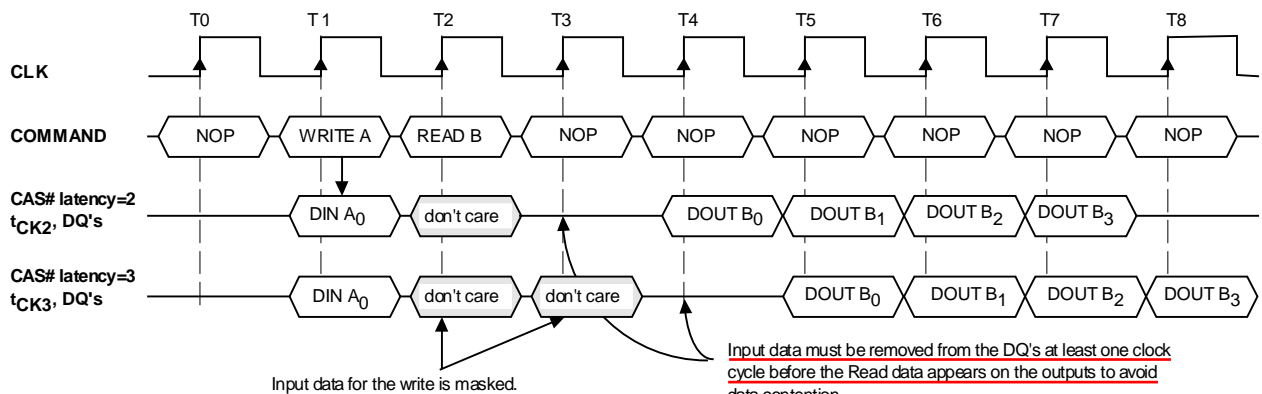 T0 T1 T2 T3 T4 T5 T6 T7 T8
CLK
COMMAND NOP WRITE A READ B NOP NOP NOP NOP NOP NOP
CAS# latency=2
tCK2, DQ's DIN A0 don't care DOUT B0 DOUT B1 DOUT B2 DOUT B3
CAS# latency=3
tCK3, DQ's DIN A0 don't care don't care DOUT B0 DOUT B1 DOUT B2 DOUT B3
Input data must be removed from the DQ's at least one clock
cycle before the Read data appears on the outputs to avoid
data contention
Input data for the write is masked.